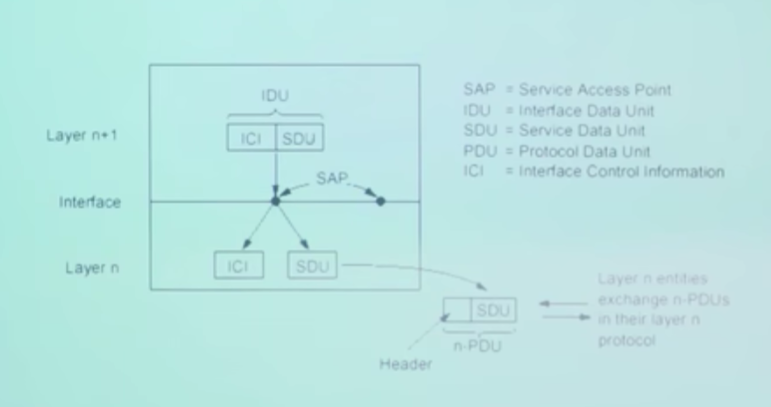 IDU
Layer n+1
ICI SDU
SAP
Interface
Layer n
ICI SDU
SDU
n-PDU
Header
SAP = Service Access Point
IDU = Interface Data Unit
SDU = Service Data Unit
PDU = Protocol Data Unit
ICI = Interface Control Information
Layer n entities
exchange n-PDUs
in their layer n
protocol